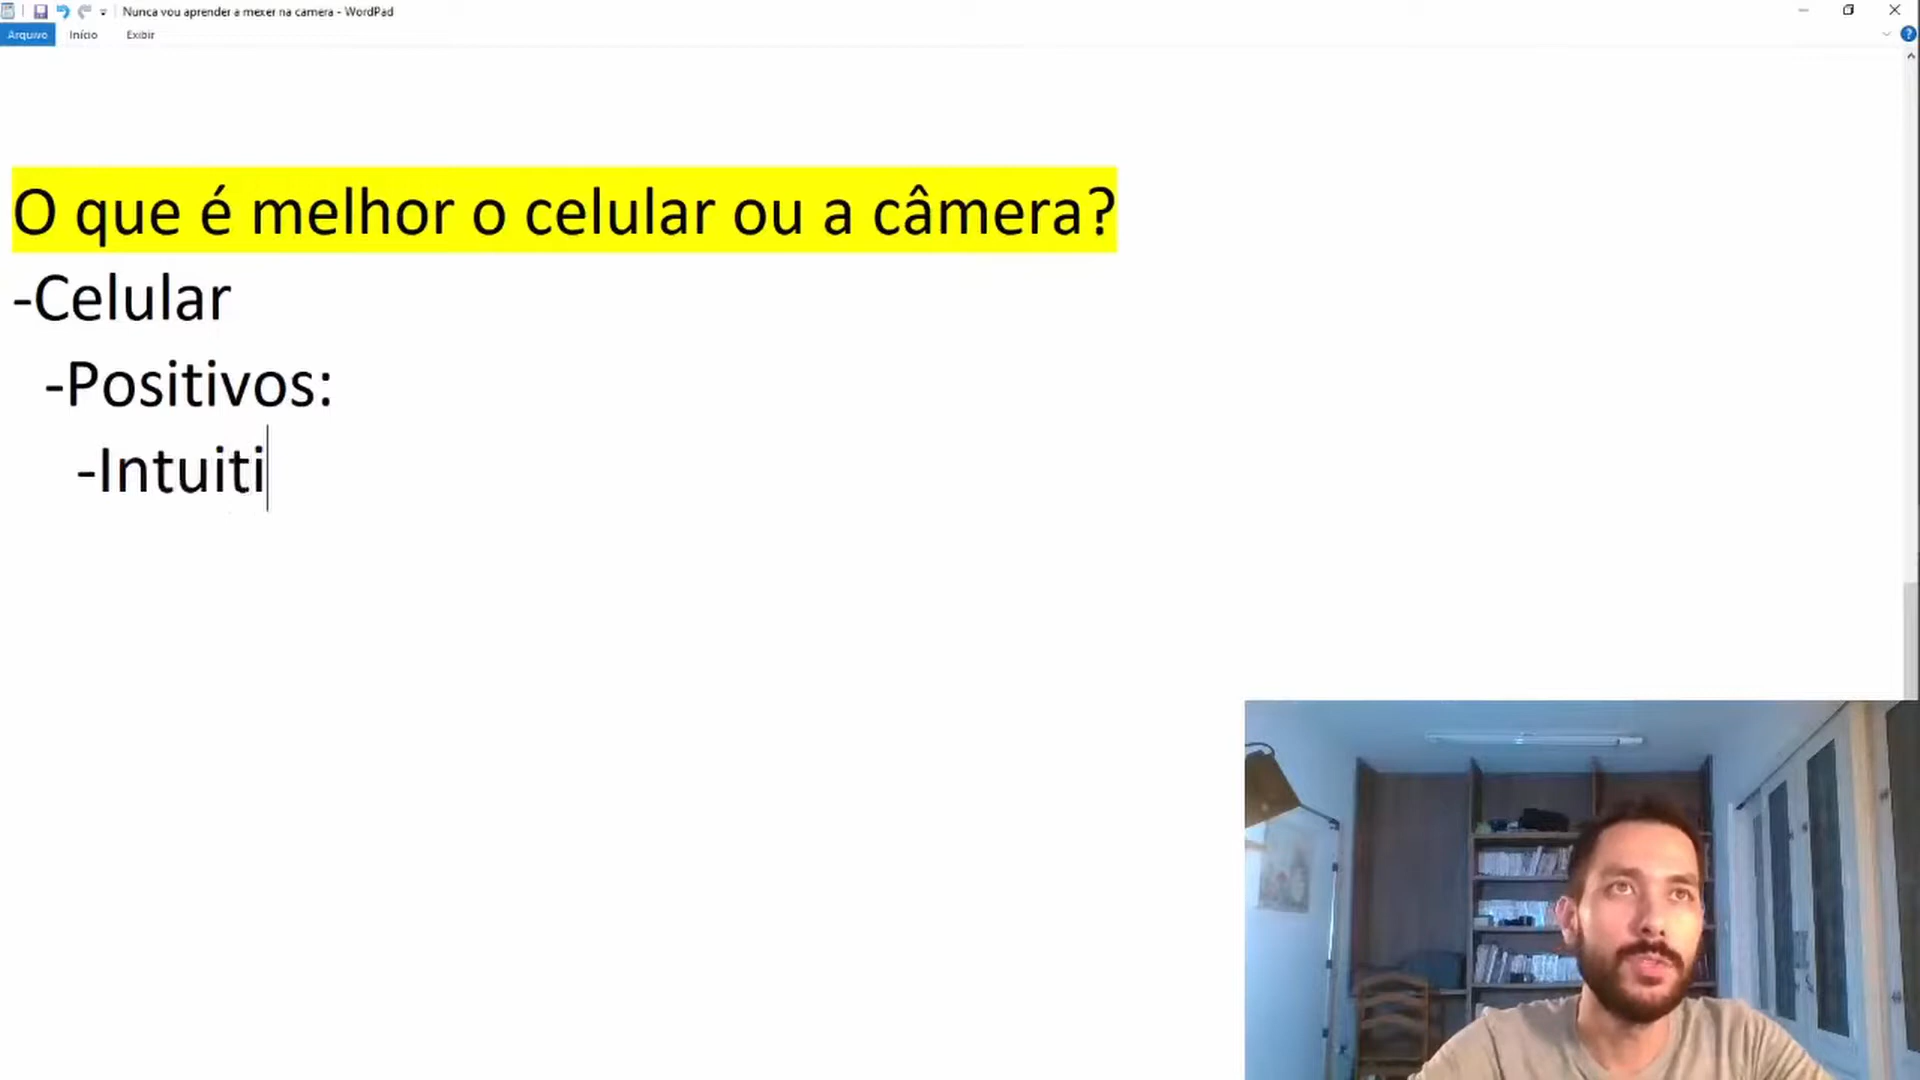 Nunca vou aprender a mexer na camera - WordPad
Arquivo Início Exibir
O que é melhor o celular ou a câmera?
-Celular
-Positivos:
-Intuiti